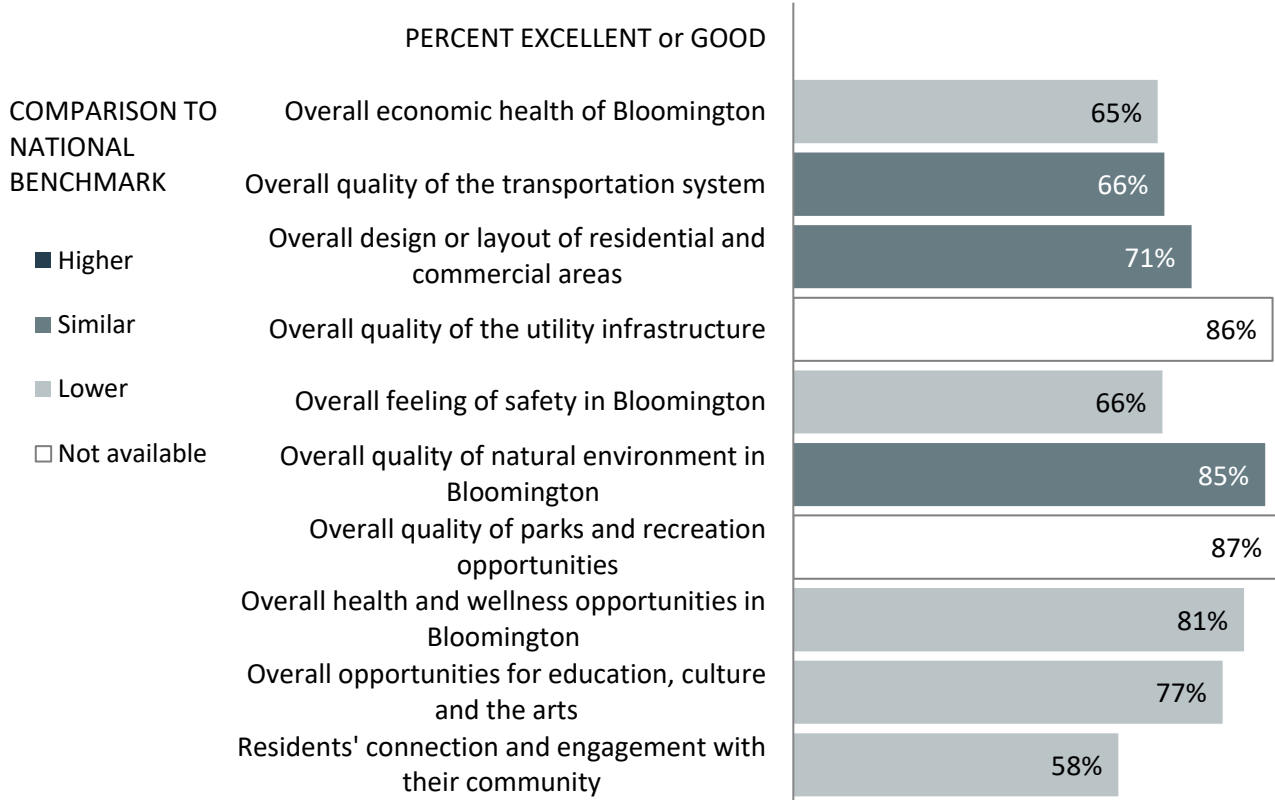 PERCENT EXCELLENT or GOOD
COMPARISON TO
NATIONAL
BENCHMARK
Higher
Similar
Lower
Not available
Overall economic health of Bloomington
65%
Overall quality of the transportation system
66%
Overall design or layout of residential and
commercial areas
71%
Overall quality of the utility infrastructure
86%
Overall feeling of safety in Bloomington
66%
Overall quality of natural environment in
Bloomington
85%
Overall quality of parks and recreation
opportunities
87%
Overall health and wellness opportunities in
Bloomington
81%
Overall opportunities for education, culture
and the arts
77%
Residents' connection and engagement with
their community
58%